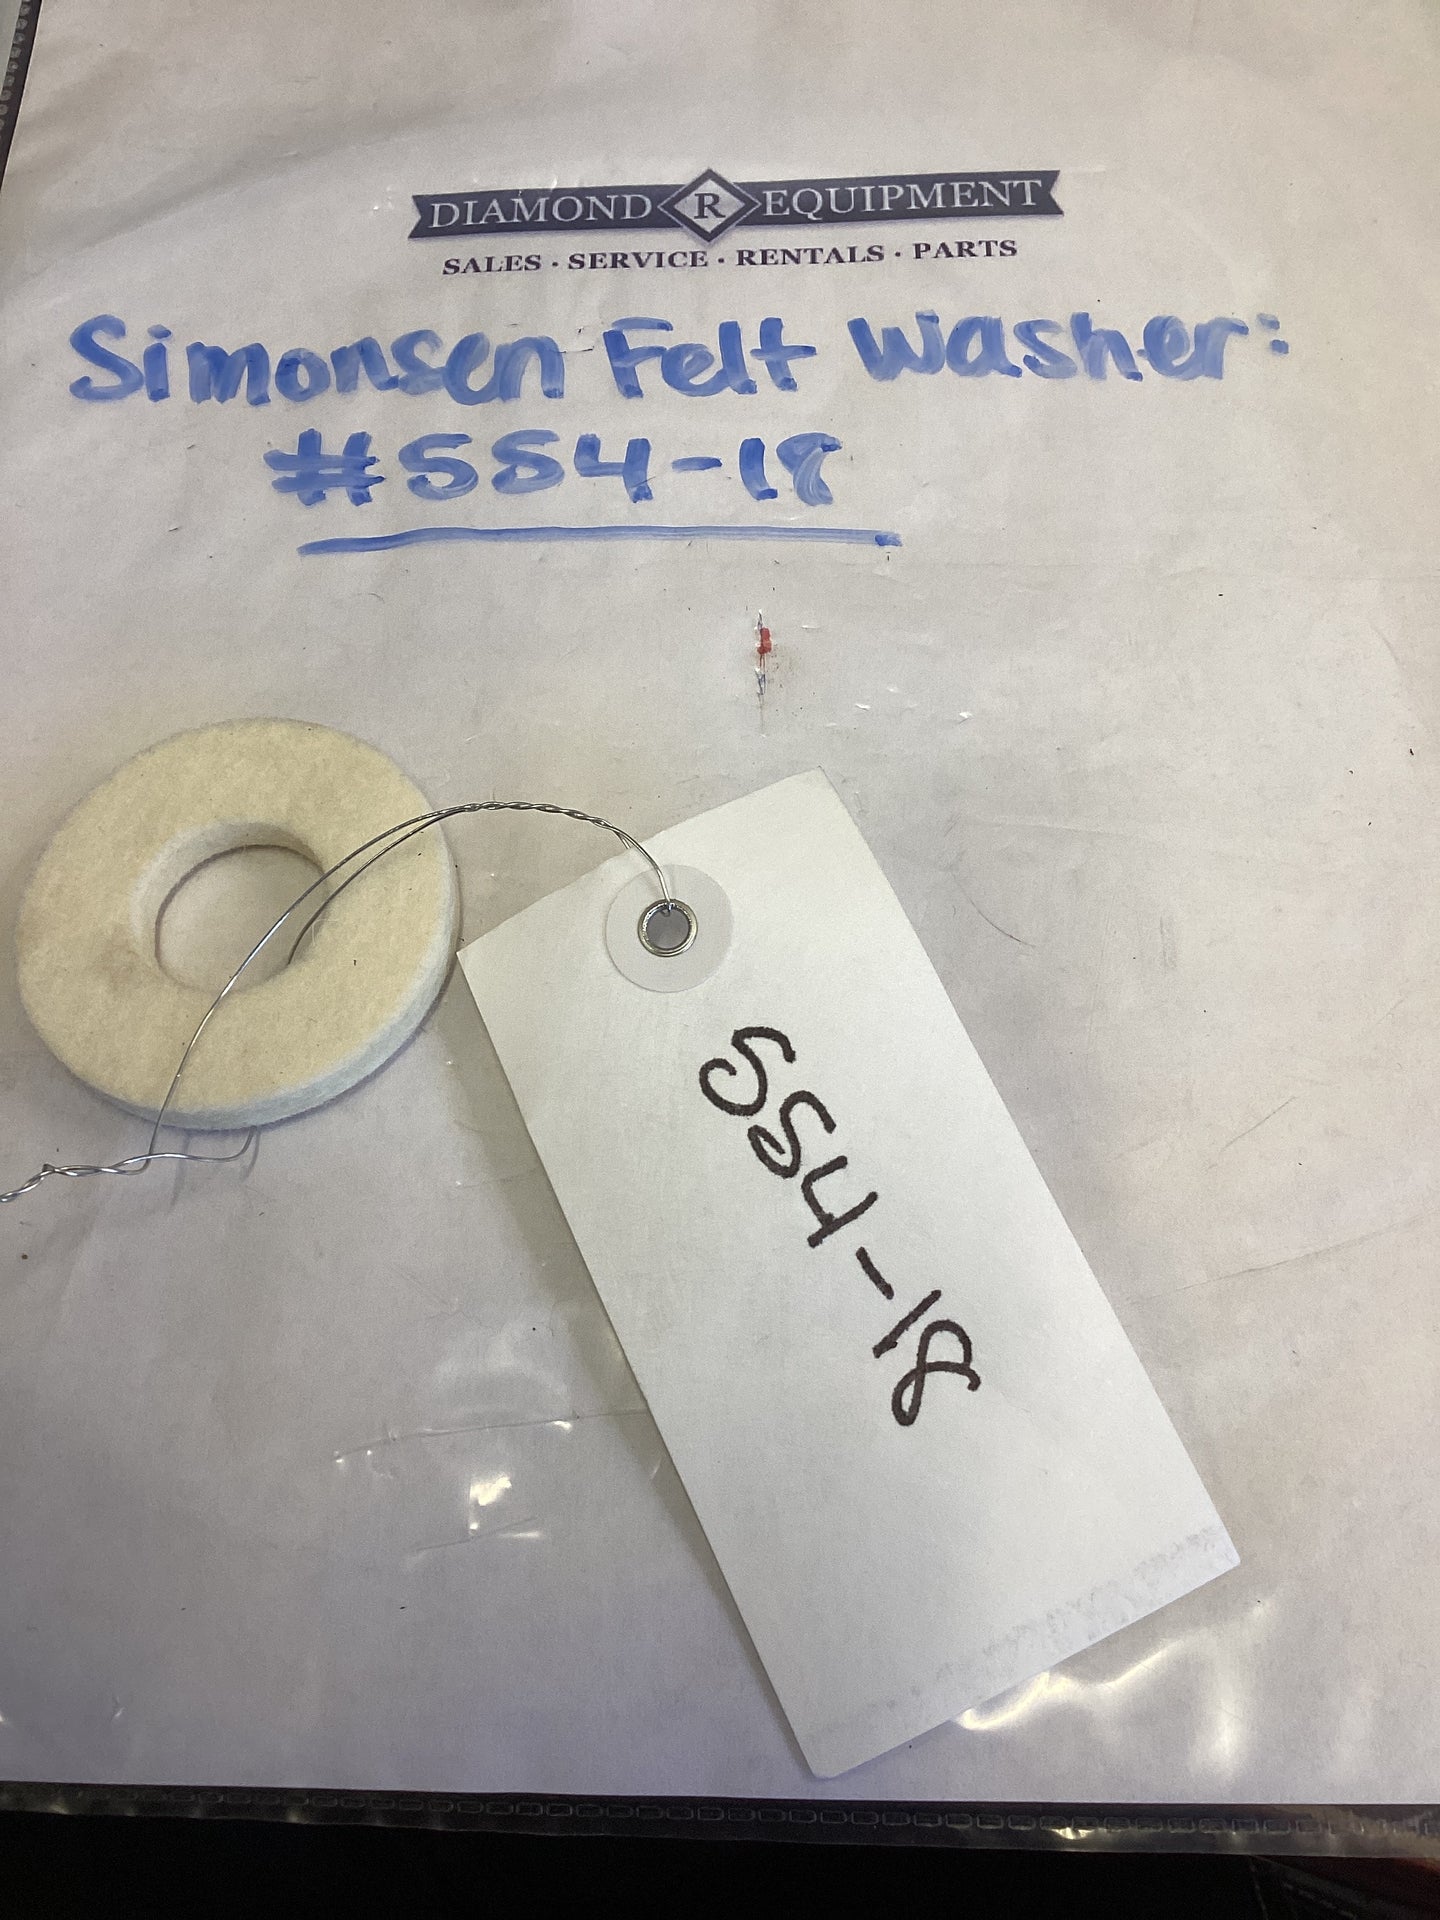 DIAMOND R EQUIPMENT
SALES · SERVICE · RENTALS · PARTS
Simonsen Felt Washer:
#SS4-18
SS4-18